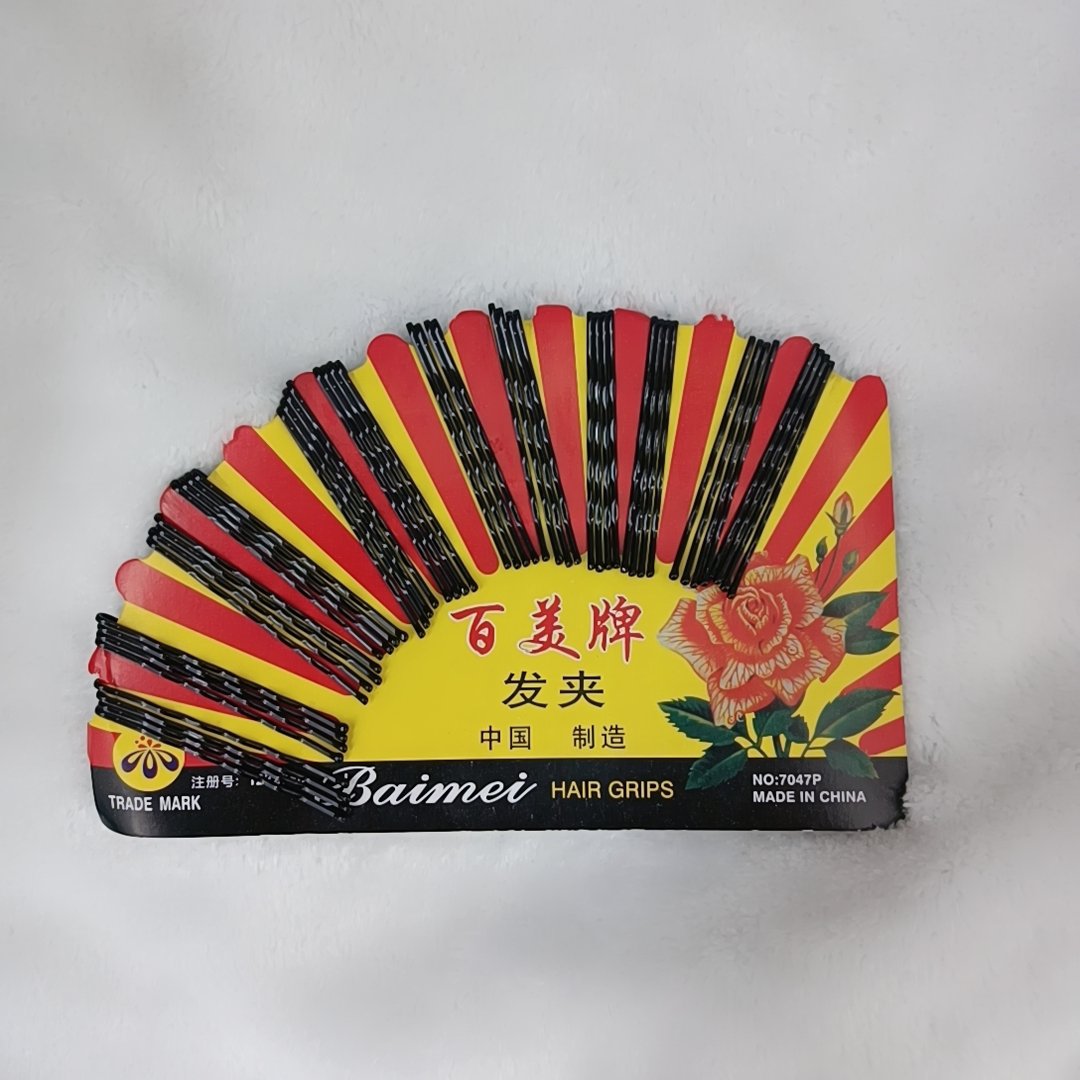 百美牌
发夹
中国 制造
注册号:
TRADE MARK
Baimei HAIR GRIPS
NO:7047P
MADE IN CHINA